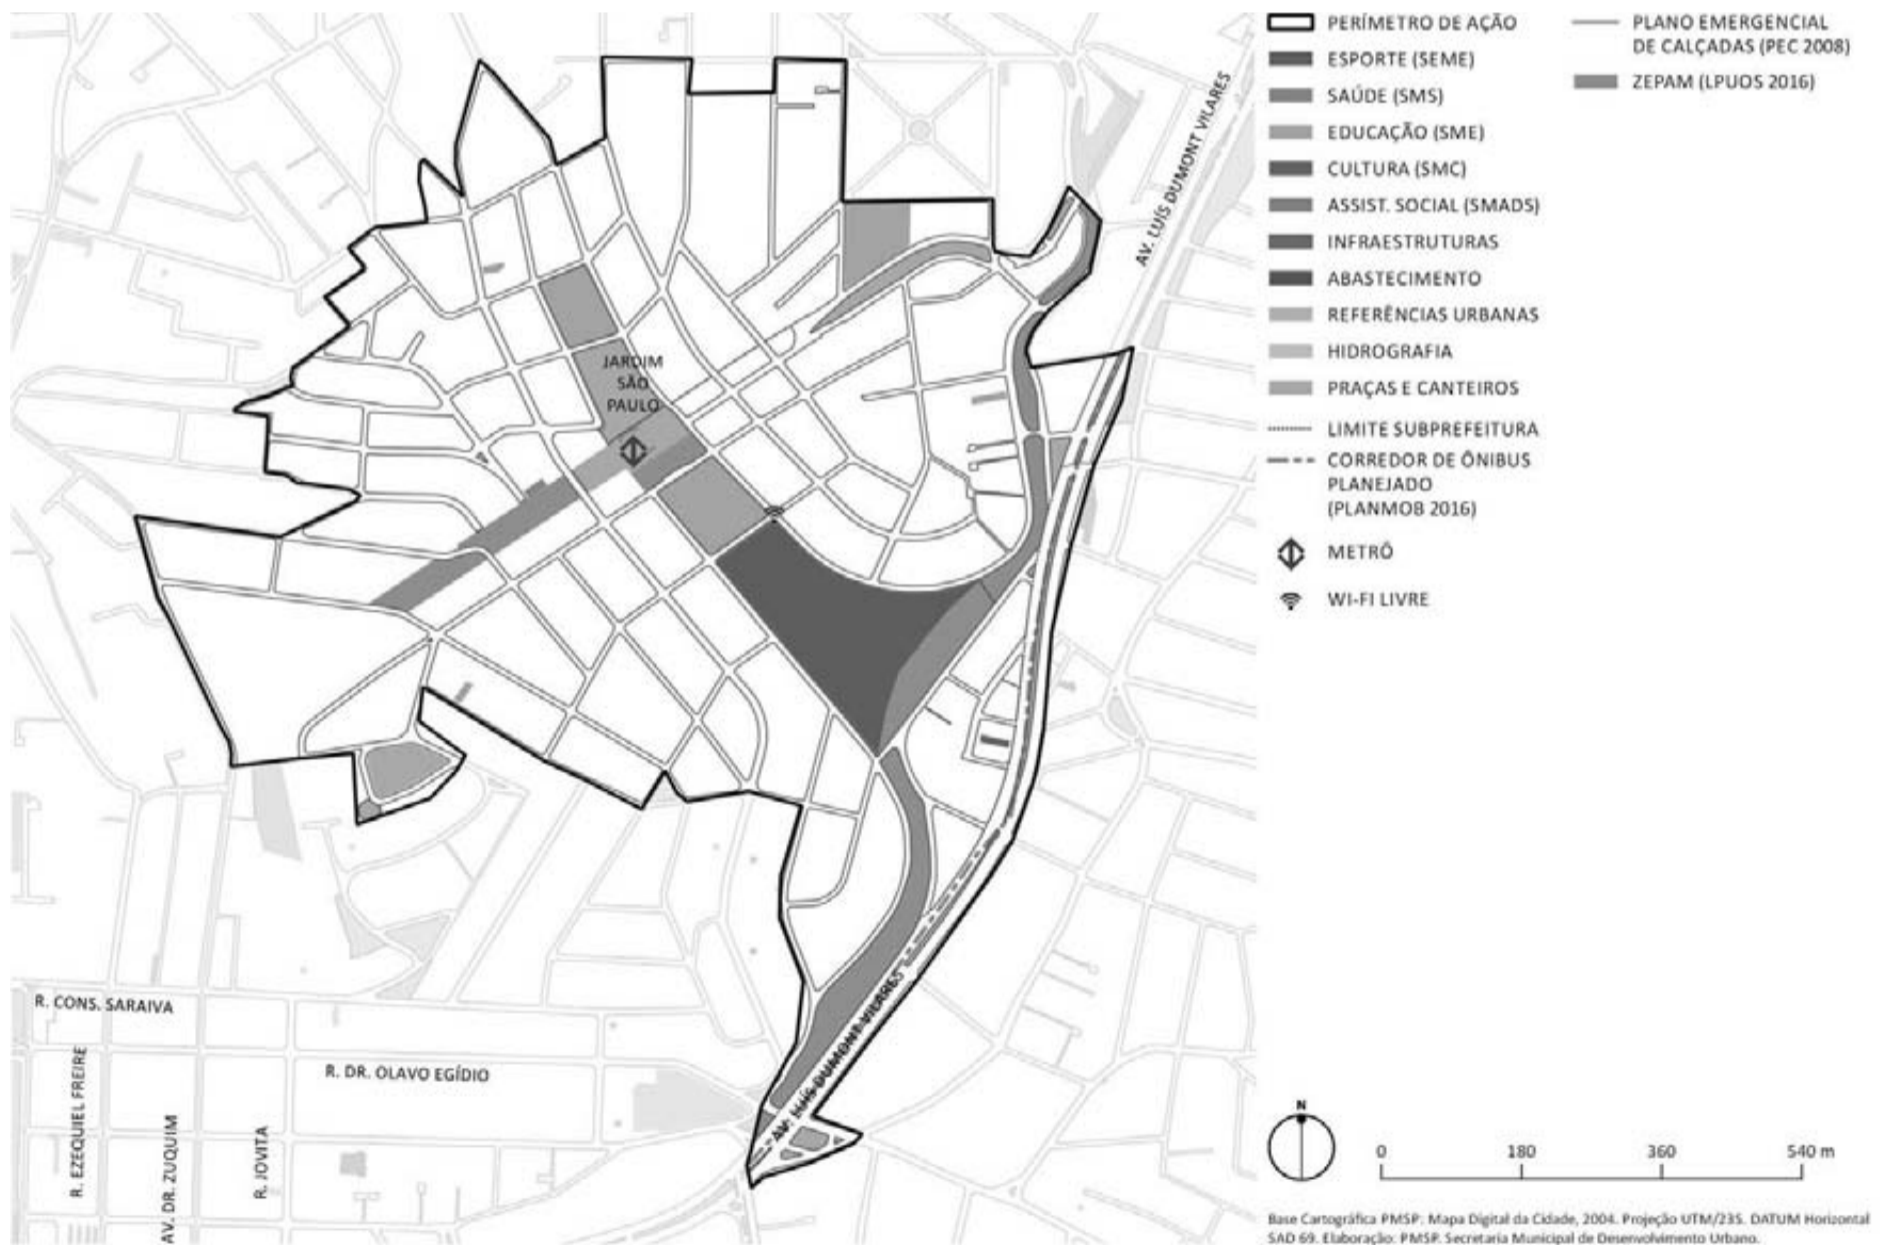 PERÍMETRO DE AÇÃO
ESPORTE (SEME)
SAÚDE (SMS)
EDUCAÇÃO (SME)
CULTURA (SMC)
ASSIST. SOCIAL (SMADS)
INFRAESTRUTURAS
ABASTECIMENTO
REFERÊNCIAS URBANAS
HIDROGRAFIA
PRAÇAS E CANTEIROS
LIMITE SUBPREFEITURA
CORREDOR DE ÔNIBUS
PLANEJADO
(PLANMOB 2016)
METRÔ
WI-FI LIVRE
PLANO EMERGENCIAL
DE CALÇADAS (PEC 2008)
ZEPAM (LPUOS 2016)
AV. LUÍS DUMONT VILARES
JARDIM
SÃO
PAULO
AV. LUÍS DUMONT VILARES
R. CONS. SARAIVA
R. DR. OLAVO EGÍDIO
R. EZEQUIEL FREIRE
AV. DR. ZUQUIM
R. JOVITA
N
0 180 360 540 m
Base Cartográfica PMSP: Mapa Digital da Cidade, 2004. Projeção UTM/23S. DATUM Horizontal
SAD 69. Elaboração: PMSP. Secretaria Municipal de Desenvolvimento Urbano.